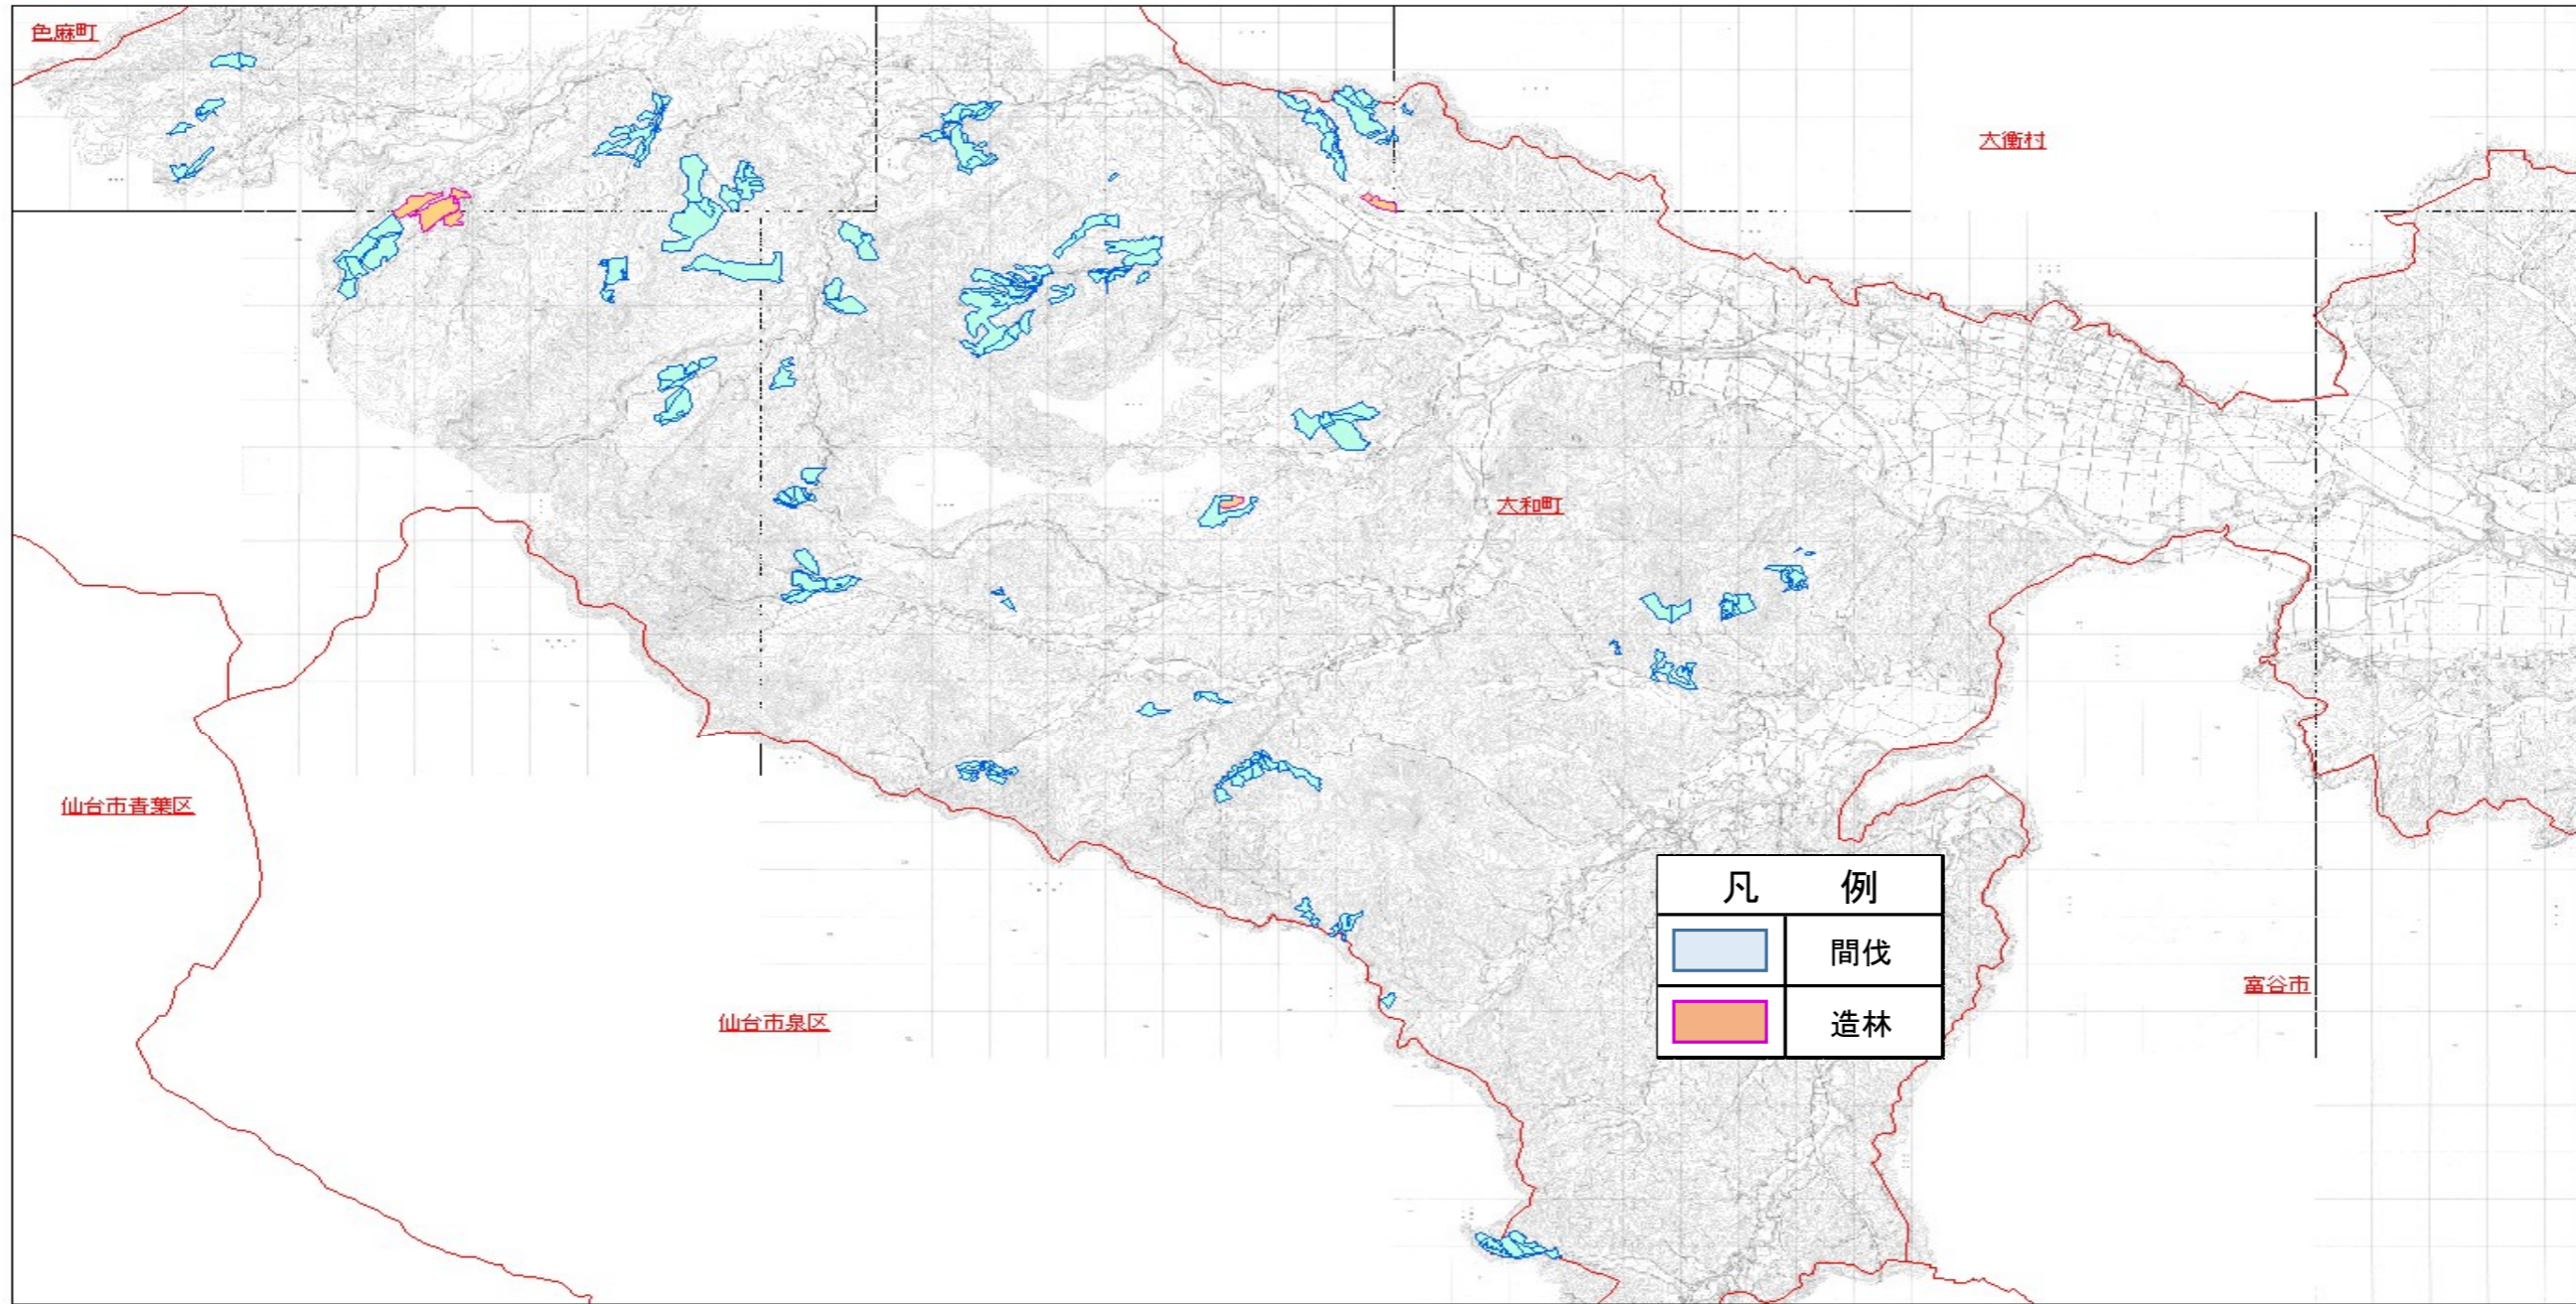 色麻町
大衡村
大和町
仙台市青葉区
仙台市泉区
富谷市
凡 例
間伐
造林